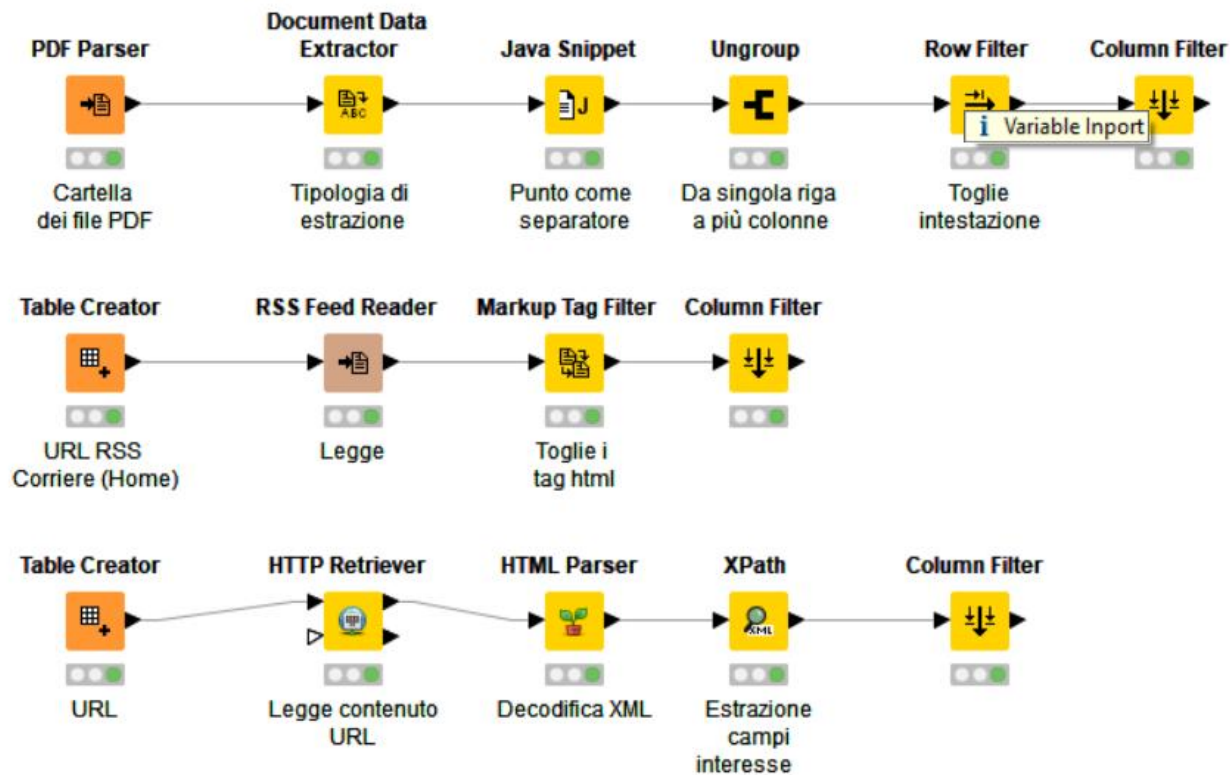 Document Data
PDF Parser Extractor Java Snippet Ungroup Row Filter Column Filter
ABC
J
i Variable Inport
Cartella Tipologia di Punto come Da singola riga Toglie
dei file PDF estrazione separatore a più colonne intestazione
Table Creator RSS Feed Reader Markup Tag Filter Column Filter
URL RSS Legge Toglie i
Corriere (Home) tag html
Table Creator HTTP Retriever HTML Parser XPath Column Filter
XML
URL Legge contenuto Decodifica XML Estrazione
URL campi
interesse